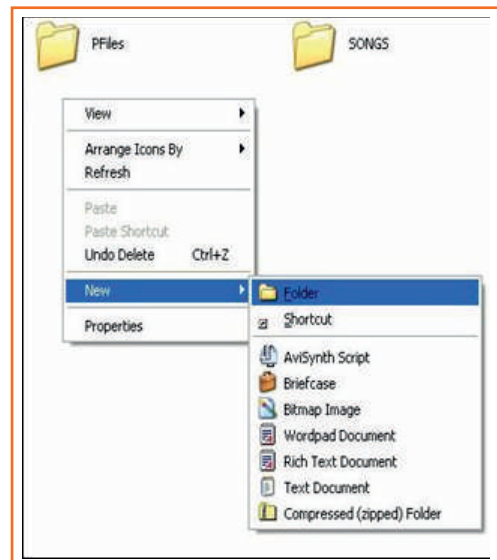 PFiles
SONGS
View
Arrange Icons By
Refresh
Paste
Paste Shortcut
Undo Delete Ctrl+Z
New
Properties
Folder
Shortcut
AviSynth Script
Briefcase
Bitmap Image
Wordpad Document
Rich Text Document
Text Document
Compressed (zipped) Folder